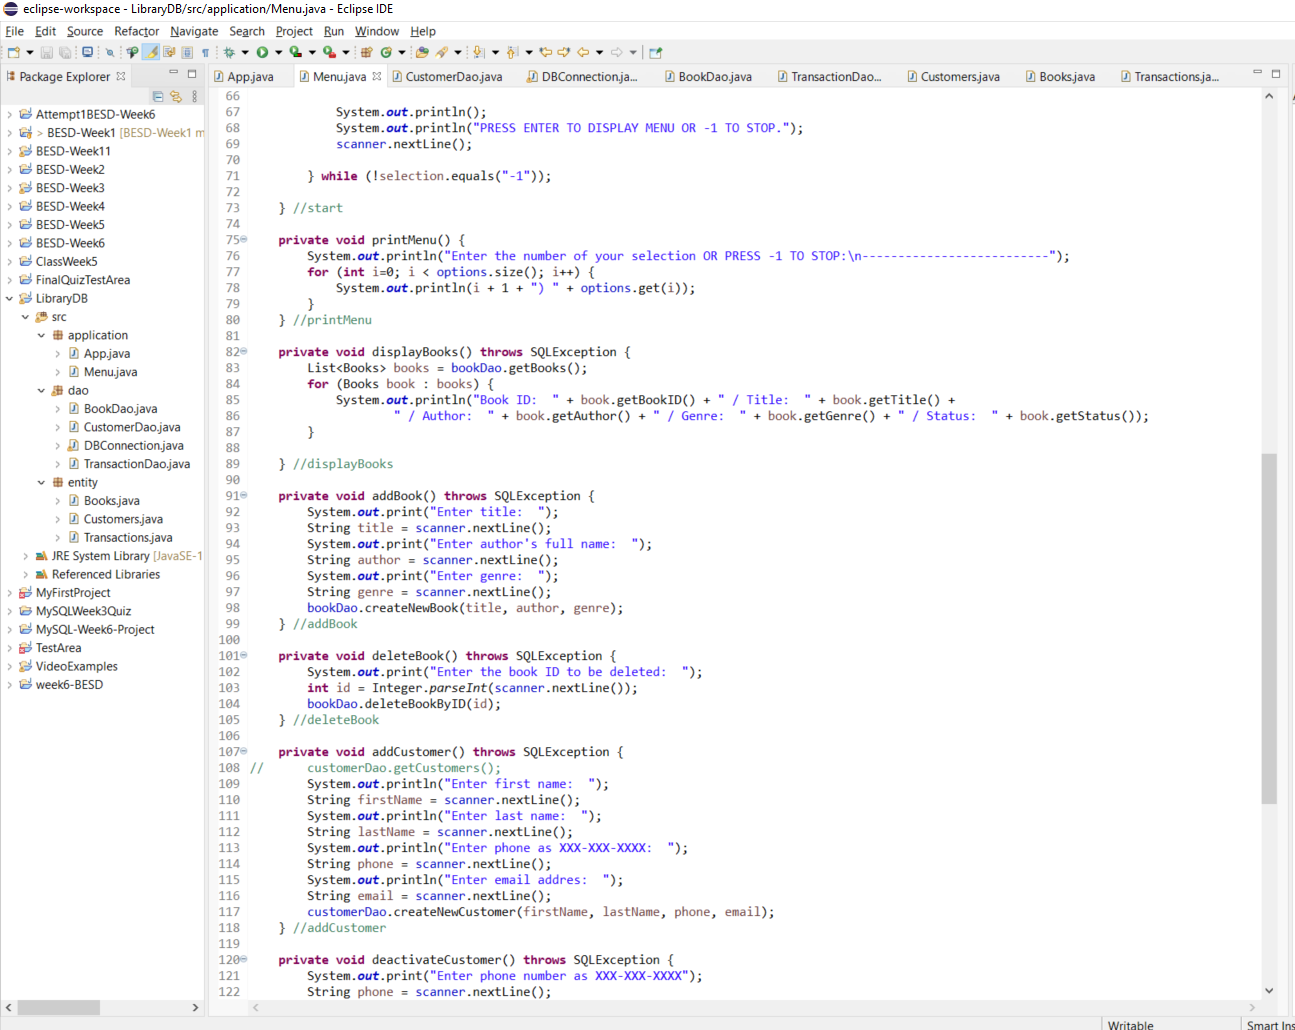 eclipse-workspace - LibraryDB/src/application/Menu.java - Eclipse IDE
File Edit Source Refactor Navigate Search Project Run Window Help
Package Explorer
App.java Menu.java CustomerDao.java DBConnection.ja... BookDao.java TransactionDao... Customers.java Books.java Transactions.ja...
Attempt1BESD-Week6
> BESD-Week1 [BESD-Week1 m
BESD-Week11
BESD-Week2
BESD-Week3
BESD-Week4
BESD-Week5
BESD-Week6
ClassWeek5
FinalQuizTestArea
LibraryDB
src
application
App.java
Menu.java
dao
BookDao.java
CustomerDao.java
DBConnection.java
TransactionDao.java
entity
Books.java
Customers.java
Transactions.java
JRE System Library [JavaSE-1
Referenced Libraries
MyFirstProject
MySQLWeek3Quiz
MySQL-Week6-Project
TestArea
VideoExamples
week6-BESD
66
67 System.out.println();
68 System.out.println("PRESS ENTER TO DISPLAY MENU OR -1 TO STOP.");
69 scanner.nextLine();
70
71 } while (!selection.equals("-1"));
72
73 } //start
74
75 private void printMenu() {
76 System.out.println("Enter the number of your selection OR PRESS -1 TO STOP:\n--------------------------");
77 for (int i=0; i < options.size(); i++) {
78 System.out.println(i + 1 + ") " + options.get(i));
79 }
80 } //printMenu
81
82 private void displayBooks() throws SQLException {
83 List<Books> books = bookDao.getBooks();
84 for (Books book : books) {
85 System.out.println("Book ID:  " + book.getBookID() + " / Title:  " + book.getTitle() +
86 " / Author:  " + book.getAuthor() + " / Genre:  " + book.getGenre() + " / Status:  " + book.getStatus());
87 }
88
89 } //displayBooks
90
91 private void addBook() throws SQLException {
92 System.out.print("Enter title:  ");
93 String title = scanner.nextLine();
94 System.out.print("Enter author's full name:  ");
95 String author = scanner.nextLine();
96 System.out.print("Enter genre:  ");
97 String genre = scanner.nextLine();
98 bookDao.createNewBook(title, author, genre);
99 } //addBook
100
101 private void deleteBook() throws SQLException {
102 System.out.print("Enter the book ID to be deleted:  ");
103 int id = Integer.parseInt(scanner.nextLine());
104 bookDao.deleteBookByID(id);
105 } //deleteBook
106
107 private void addCustomer() throws SQLException {
108 // customerDao.getCustomers();
109 System.out.println("Enter first name:  ");
110 String firstName = scanner.nextLine();
111 System.out.println("Enter last name:  ");
112 String lastName = scanner.nextLine();
113 System.out.println("Enter phone as XXX-XXX-XXXX:  ");
114 String phone = scanner.nextLine();
115 System.out.println("Enter email addres:  ");
116 String email = scanner.nextLine();
117 customerDao.createNewCustomer(firstName, lastName, phone, email);
118 } //addCustomer
119
120 private void deactivateCustomer() throws SQLException {
121 System.out.print("Enter phone number as XXX-XXX-XXXX");
122 String phone = scanner.nextLine();
Writable Smart Ins